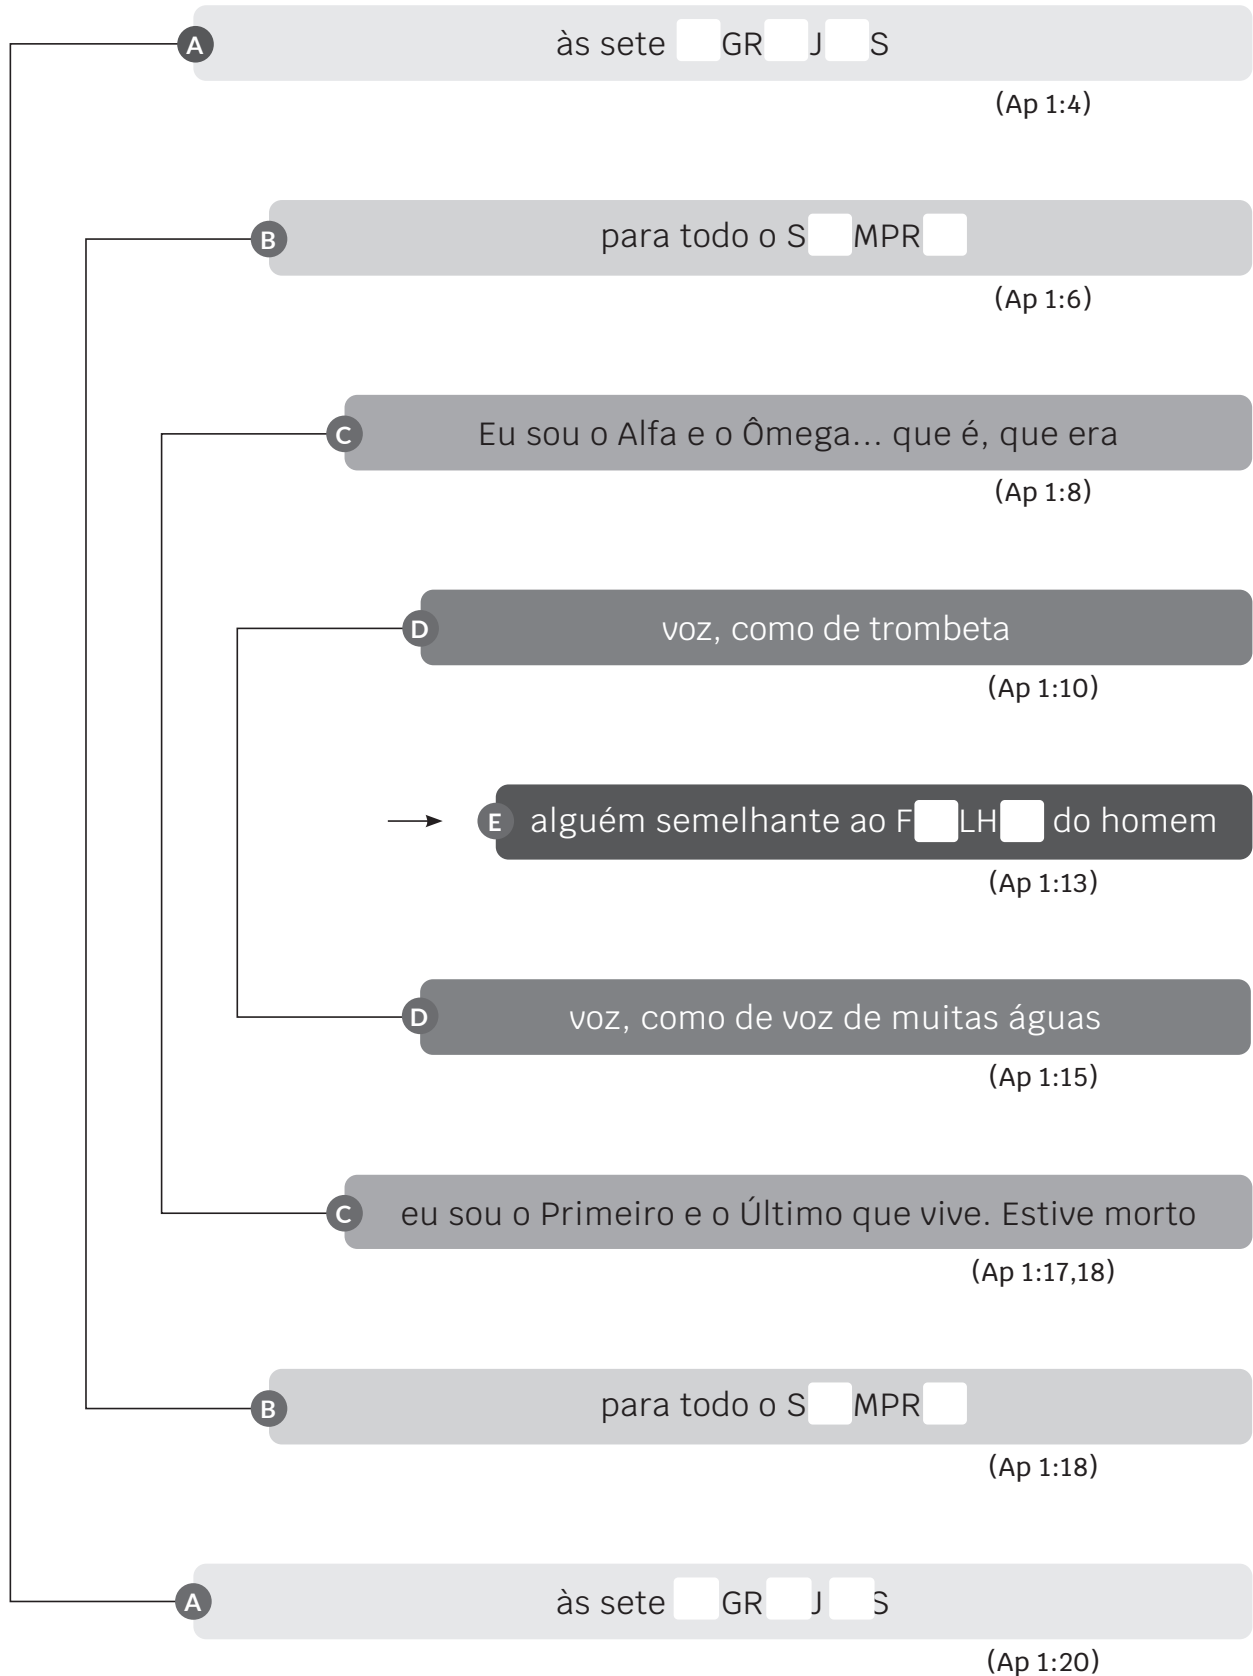 A às sete GR J S
(Ap 1:4)
B para todo o S MPR
(Ap 1:6)
C Eu sou o Alfa e o Ômega... que é, que era
(Ap 1:8)
D voz, como de trombeta
(Ap 1:10)
E alguém semelhante ao F LH do homem
(Ap 1:13)
D voz, como de voz de muitas águas
(Ap 1:15)
C eu sou o Primeiro e o Último que vive. Estive morto
(Ap 1:17,18)
B para todo o S MPR
(Ap 1:18)
A às sete GR J S
(Ap 1:20)